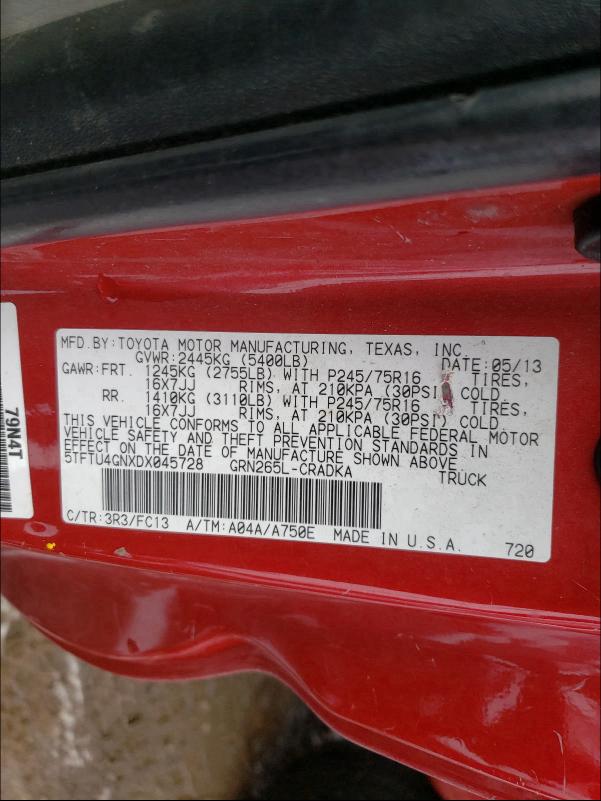 MFD.BY:TOYOTA MOTOR MANUFACTURING, TEXAS, INC
GVWR:2445KG (5400LB) DATE:05/13
GAWR:FRT. 1245KG (2755LB) WITH P245/75R16 TIRES,
16X7JJ RIMS, AT 210KPA (30PSI) COLD
RR. 1410KG (3110LB) WITH P245/75R16 TIRES,
16X7JJ RIMS, AT 210KPA (30PSI) COLD
THIS VEHICLE CONFORMS TO ALL APPLICABLE FEDERAL MOTOR
VEHICLE SAFETY AND THEFT PREVENTION STANDARDS IN
EFFECT ON THE DATE OF MANUFACTURE SHOWN ABOVE
5TFTU4GNXDX045728 GRN265L-CRADKA TRUCK
C/TR:3R3/FC13 A/TM:A04A/A750E MADE IN U.S.A. 720
79N4T